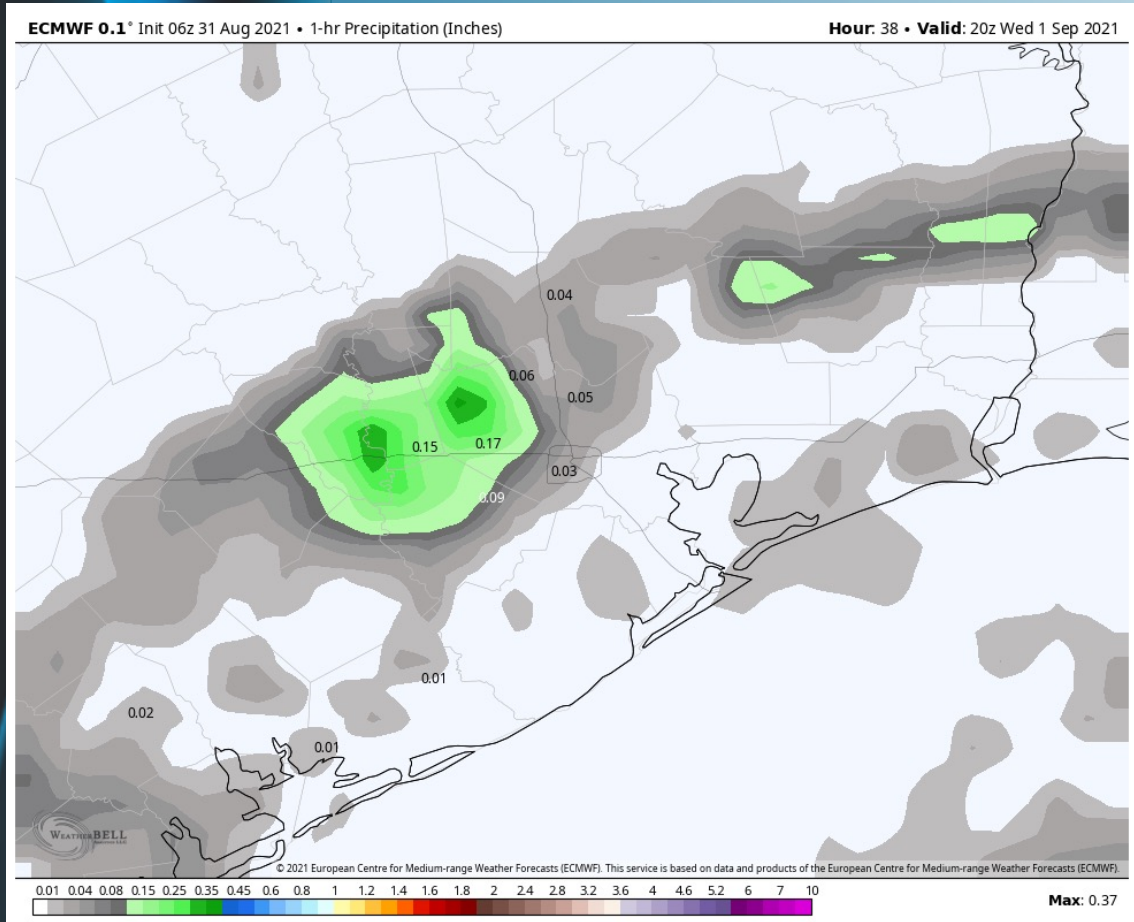 ECMWF 0.1° Init 06z 31 Aug 2021 • 1-hr Precipitation (Inches)
Hour: 38 • Valid: 20z Wed 1 Sep 2021
0.04
0.06
0.05
0.15
0.17
0.03
0.09
0.01
0.02
0.01
WEATHERBELL
© 2021 European Centre for Medium-range Weather Forecasts (ECMWF). This service is based on data and products of the European Centre for Medium-range Weather Forecasts (ECMWF).
0.01 0.04 0.08 0.15 0.25 0.35 0.45 0.6 0.8 1 1.2 1.4 1.6 1.8 2 2.4 2.8 3.2 3.6 4 4.6 5.2 6 7 10
Max: 0.37